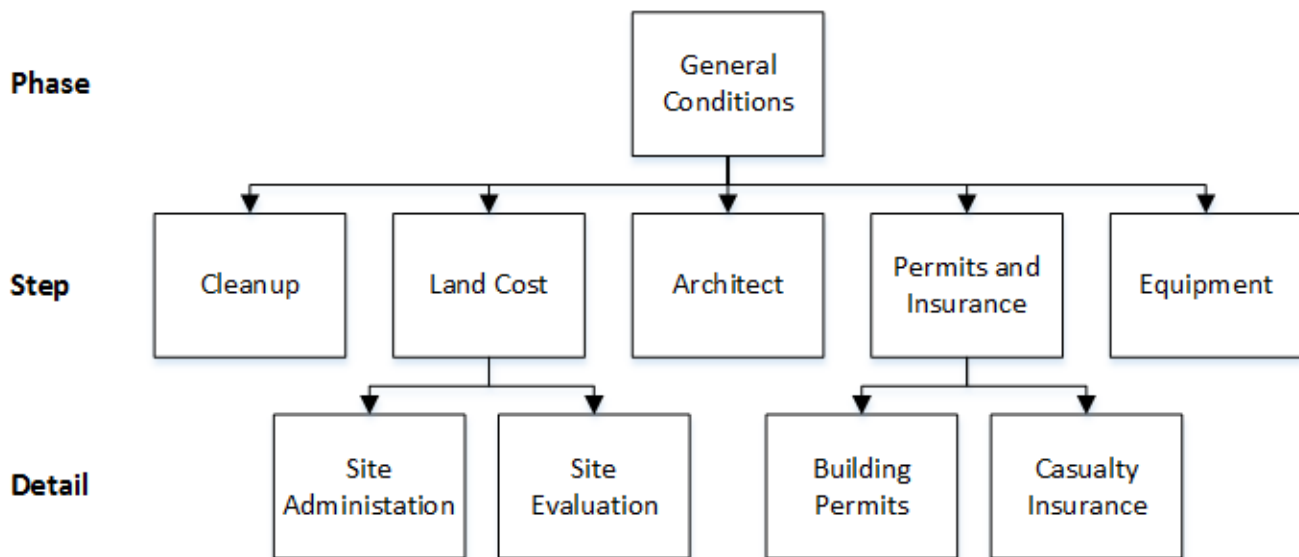 Phase
General
Conditions
Step
Cleanup
Land Cost
Architect
Permits and
Insurance
Equipment
Detail
Site
Administation
Site
Evaluation
Building
Permits
Casualty
Insurance